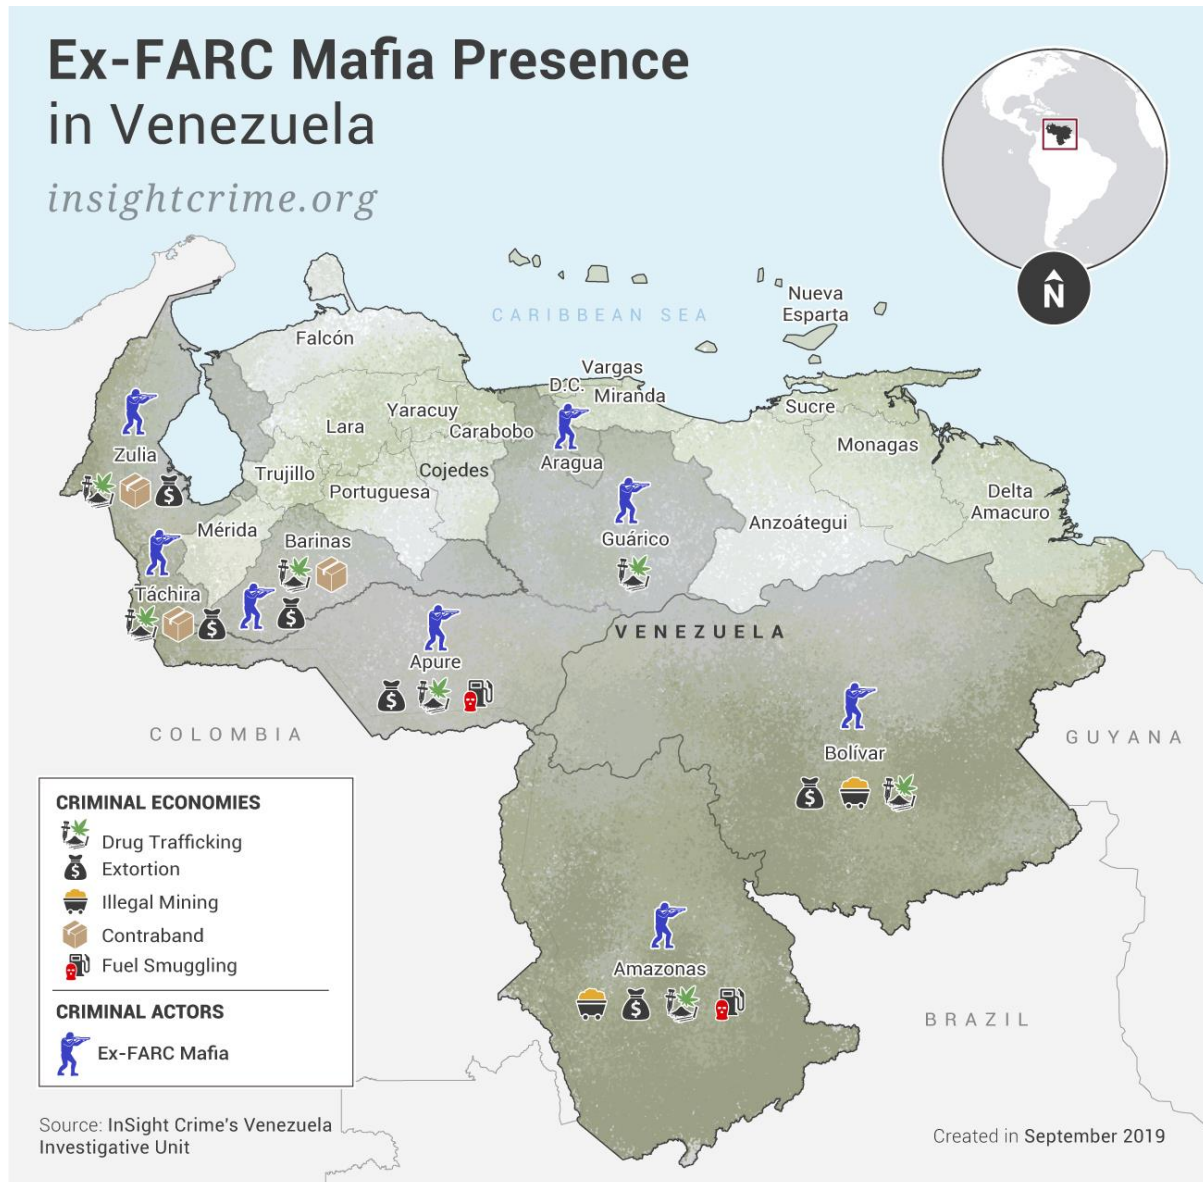 Ex-FARC Mafia Presence
in Venezuela
insightcrime.org
N
CARIBBEAN SEA
Nueva
Esparta
Falcón
Vargas
D.C.
Miranda
Yaracuy
Lara
Carabobo
Sucre
Monagas
Zulia
Aragua
Trujillo
Cojedes
Portuguesa
Delta
Amacuro
Anzoátegui
Mérida
Barinas
Guárico
Táchira
VENEZUELA
Apure
COLOMBIA
GUYANA
Bolívar
Amazonas
BRAZIL
CRIMINAL ECONOMIES
Drug Trafficking
Extortion
Illegal Mining
Contraband
Fuel Smuggling
CRIMINAL ACTORS
Ex-FARC Mafia
Source: InSight Crime's Venezuela
Investigative Unit
Created in September 2019